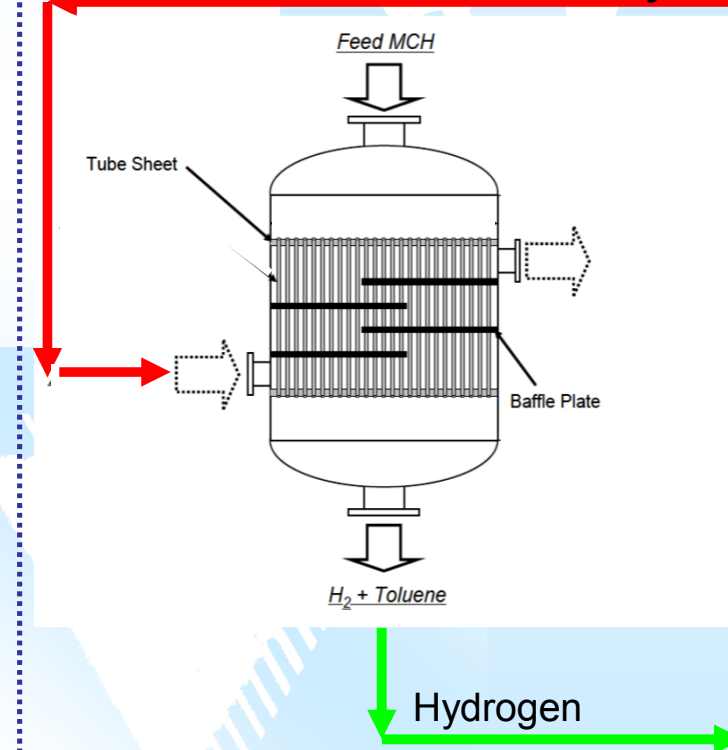 Feed MCH
Tube Sheet
Baffle Plate
H₂ + Toluene
Hydrogen